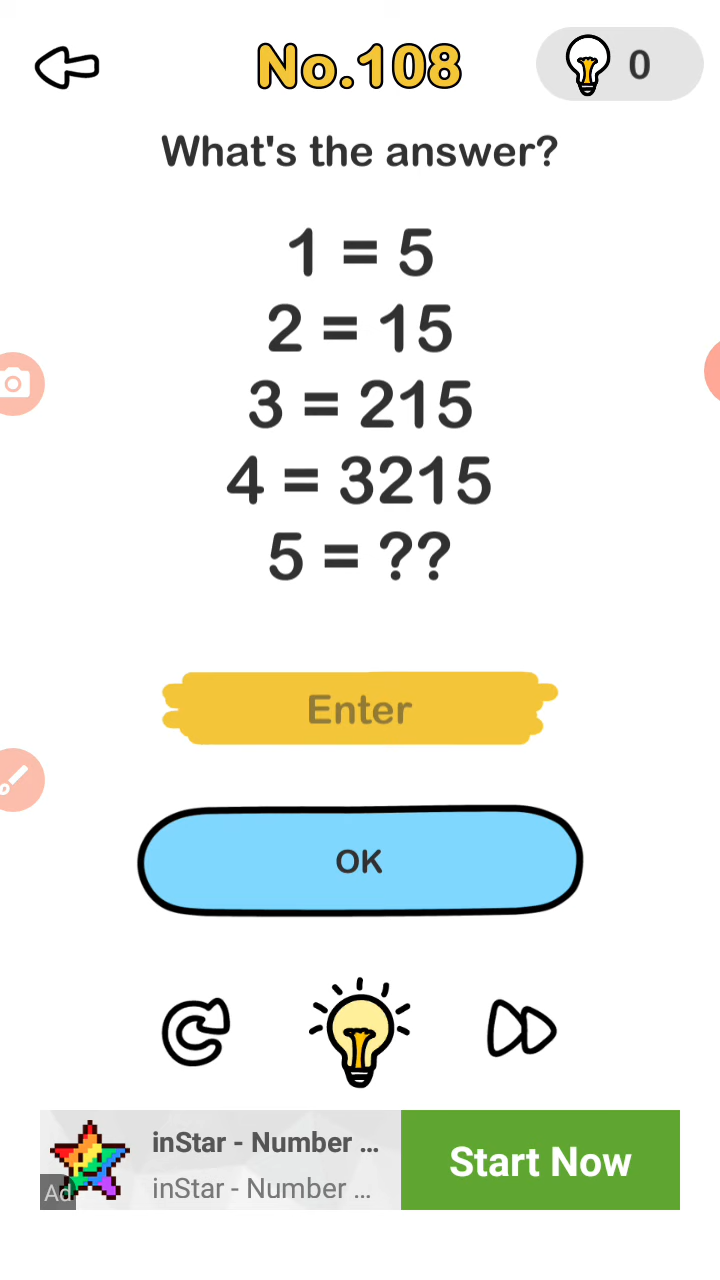 No.108
0
What's the answer?
1 = 5
2 = 15
3 = 215
4 = 3215
5 = ??
Enter
OK
inStar - Number ...
inStar - Number ...
Ad
Start Now